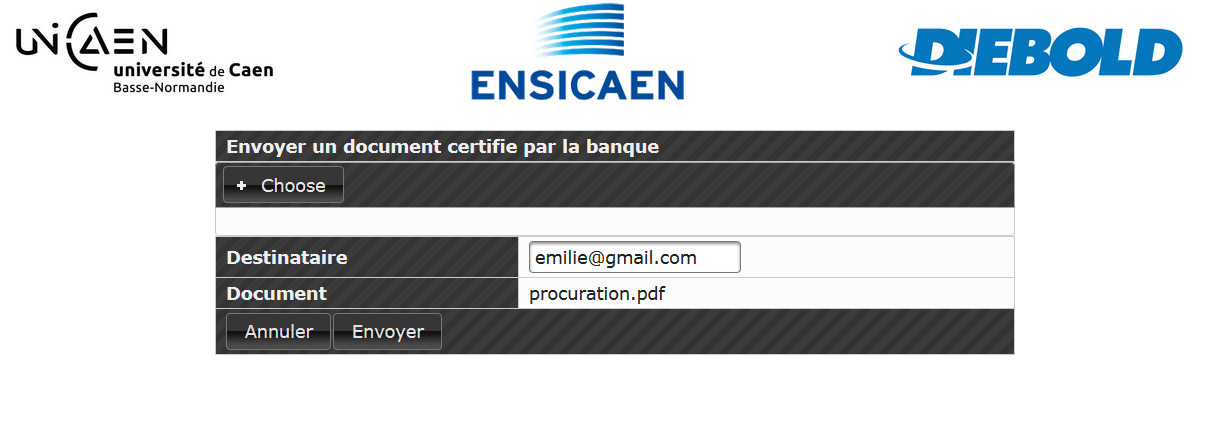 UNICAEN
université de Caen
Basse-Normandie
ENSICAEN
DIEBOLD
Envoyer un document certifie par la banque
+ Choose
Destinataire emilie@gmail.com
Document procuration.pdf
Annuler Envoyer